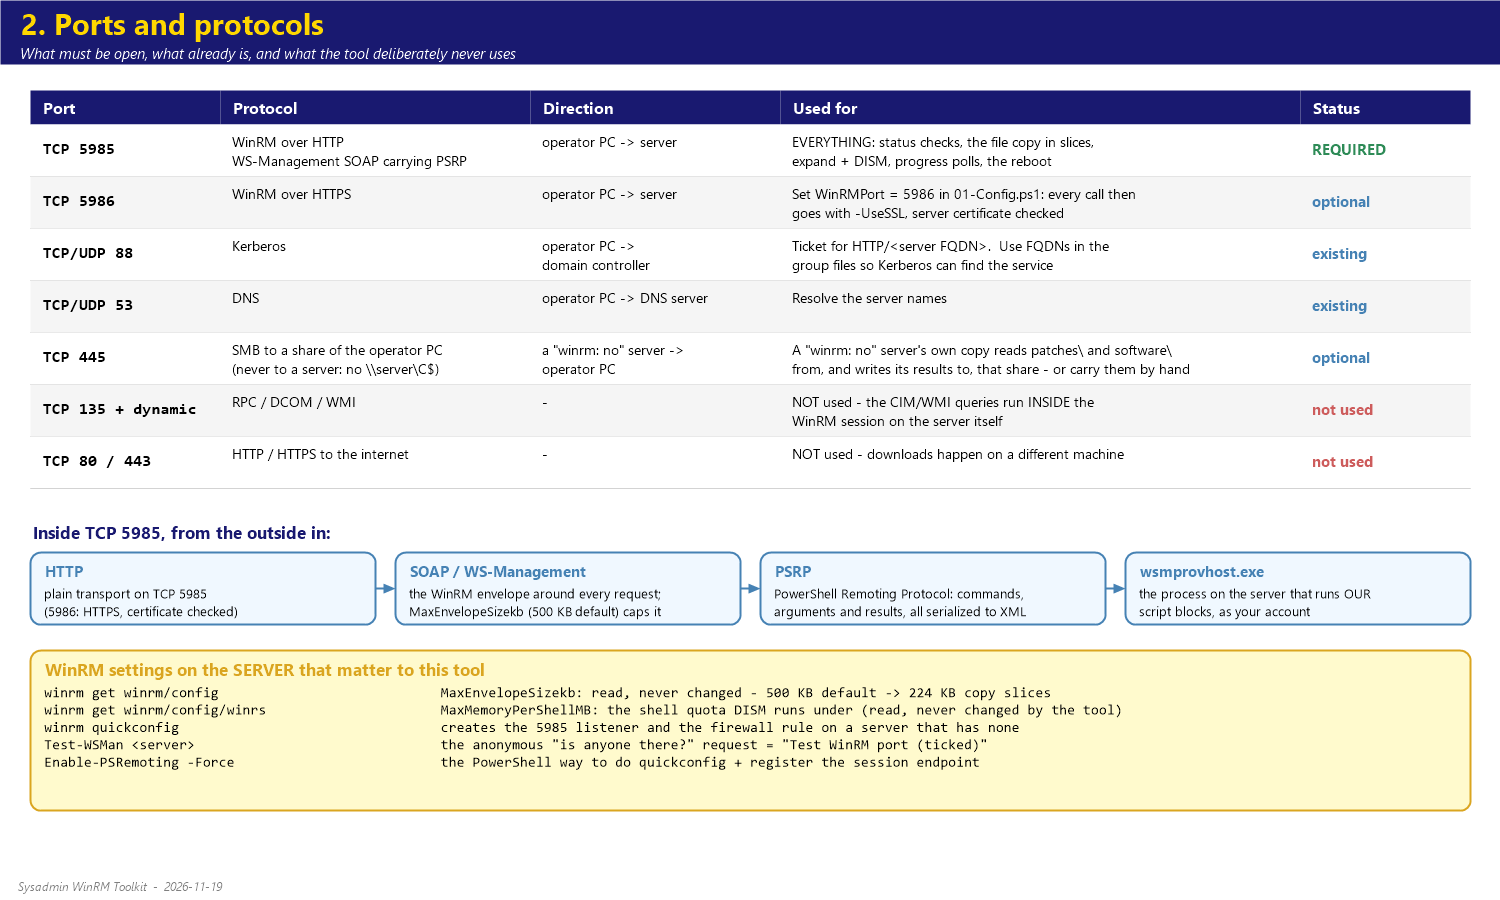 2. Ports and protocols
What must be open, what already is, and what the tool deliberately never uses
Port Protocol Direction Used for Status
TCP 5985 WinRM over HTTP operator PC -> server EVERYTHING: status checks, the file copy in slices, REQUIRED
WS-Management SOAP carrying PSRP expand + DISM, progress polls, the reboot
TCP 5986 WinRM over HTTPS operator PC -> server Set WinRMPort = 5986 in 01-Config.ps1: every call then optional
goes with -UseSSL, server certificate checked
TCP/UDP 88 Kerberos operator PC -> Ticket for HTTP/<server FQDN>. Use FQDNs in the existing
domain controller group files so Kerberos can find the service
TCP/UDP 53 DNS operator PC -> DNS server Resolve the server names existing
TCP 445 SMB to a share of the operator PC a "winrm: no" server -> A "winrm: no" server's own copy reads patches\ and software\ optional
(never to a server: no \\server\C$) operator PC from, and writes its results to, that share - or carry them by hand
TCP 135 + dynamic RPC / DCOM / WMI - NOT used - the CIM/WMI queries run INSIDE the not used
WinRM session on the server itself
TCP 80 / 443 HTTP / HTTPS to the internet - NOT used - downloads happen on a different machine not used
Inside TCP 5985, from the outside in:
HTTP
plain transport on TCP 5985
(5986: HTTPS, certificate checked)
SOAP / WS-Management
the WinRM envelope around every request;
MaxEnvelopeSizekb (500 KB default) caps it
PSRP
PowerShell Remoting Protocol: commands,
arguments and results, all serialized to XML
wsmprovhost.exe
the process on the server that runs OUR
script blocks, as your account
WinRM settings on the SERVER that matter to this tool
winrm get winrm/config MaxEnvelopeSizekb: read, never changed - 500 KB default -> 224 KB copy slices
winrm get winrm/config/winrs MaxMemoryPerShellMB: the shell quota DISM runs under (read, never changed by the tool)
winrm quickconfig creates the 5985 listener and the firewall rule on a server that has none
Test-WSMan <server> the anonymous "is anyone there?" request = "Test WinRM port (ticked)"
Enable-PSRemoting -Force the PowerShell way to do quickconfig + register the session endpoint
Sysadmin WinRM Toolkit - 2026-11-19